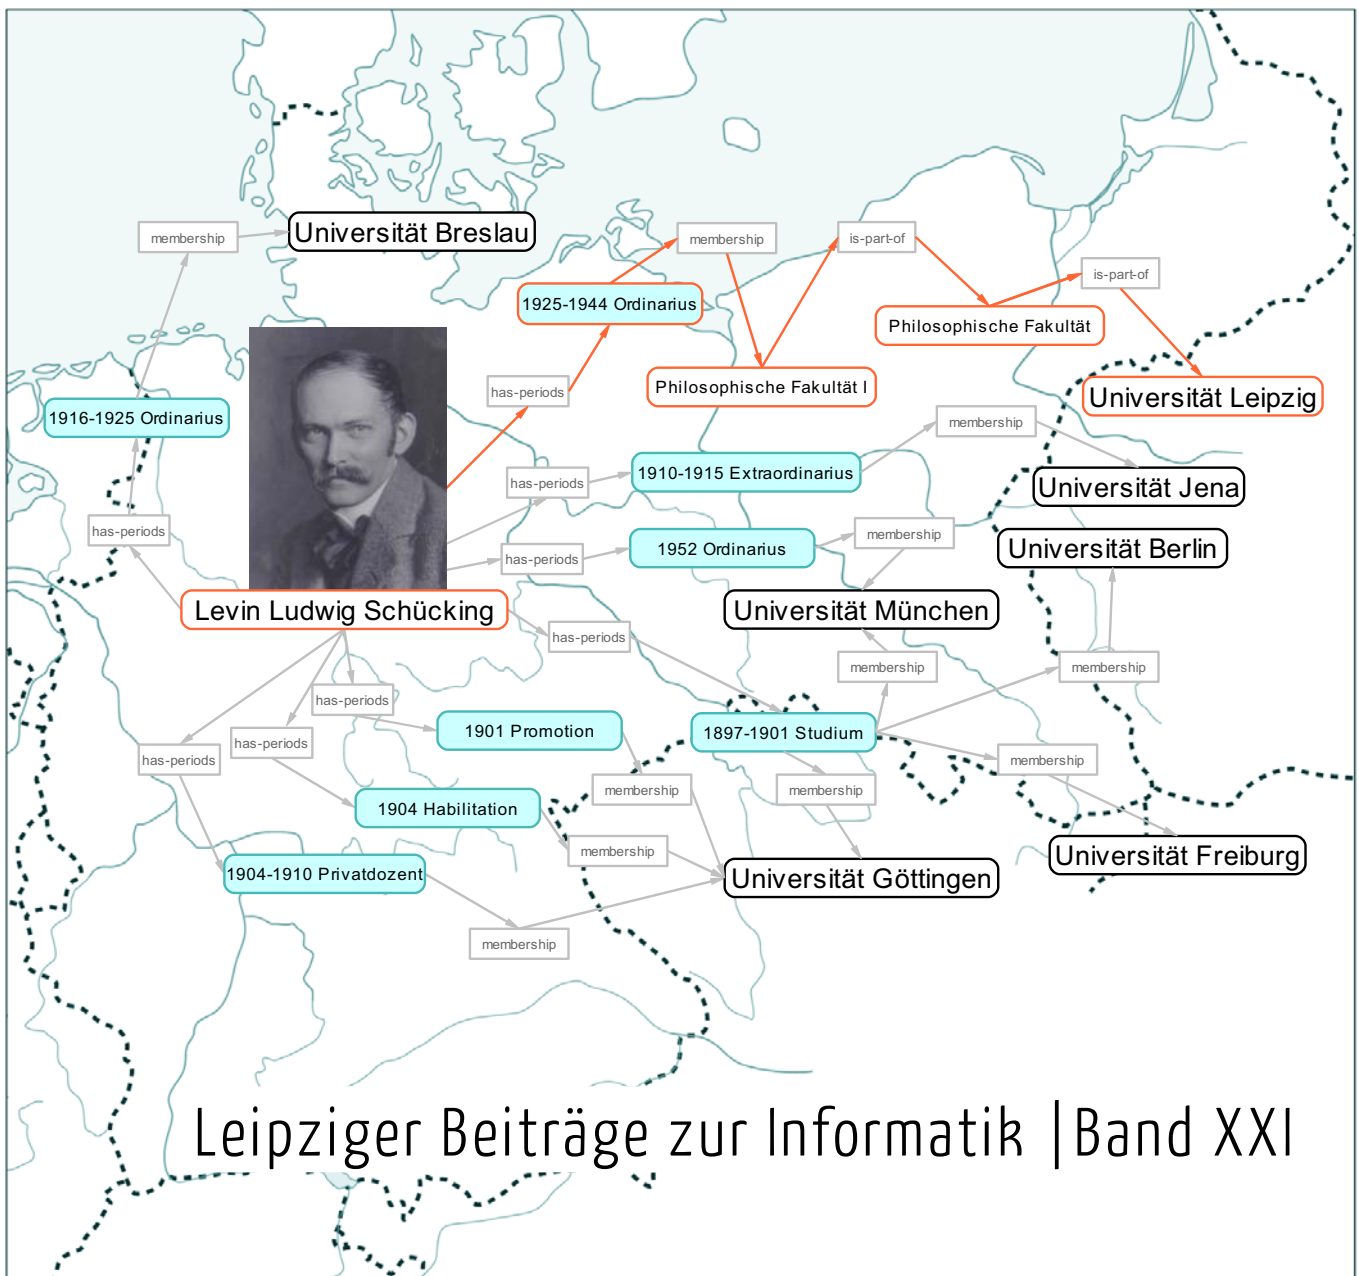 membership
Universität Breslau
membership
is-part-of
is-part-of
1925-1944 Ordinarius
Philosophische Fakultät
has-periods
Philosophische Fakultät I
Universität Leipzig
1916-1925 Ordinarius
membership
has-periods
1910-1915 Extraordinarius
Universität Jena
has-periods
membership
has-periods
1952 Ordinarius
Universität Berlin
Levin Ludwig Schücking
Universität München
has-periods
membership
membership
has-periods
has-periods
1901 Promotion
1897-1901 Studium
has-periods
membership
membership
membership
1904 Habilitation
membership
Universität Freiburg
1904-1910 Privatdozent
Universität Göttingen
membership
Leipziger Beiträge zur Informatik | Band XXI